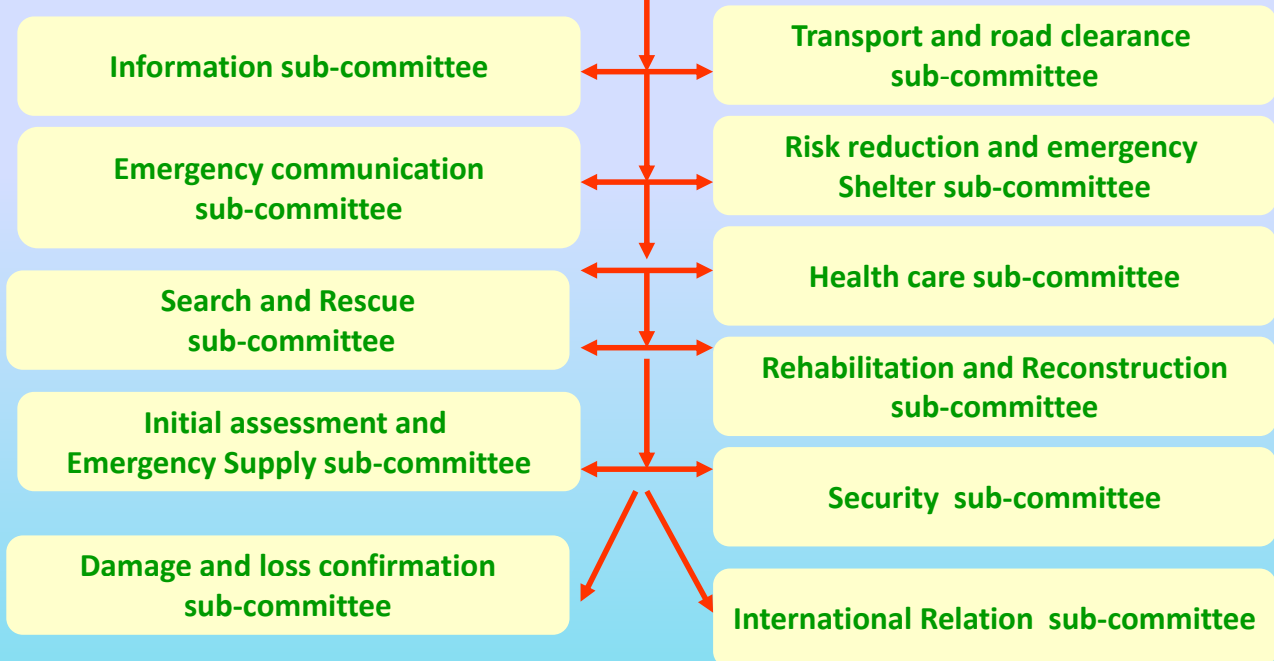 Information sub-committee
Transport and road clearance
sub-committee
Emergency communication
sub-committee
Risk reduction and emergency
Shelter sub-committee
Search and Rescue
sub-committee
Health care sub-committee
Initial assessment and
Emergency Supply sub-committee
Rehabilitation and Reconstruction
sub-committee
Security sub-committee
Damage and loss confirmation
sub-committee
International Relation sub-committee